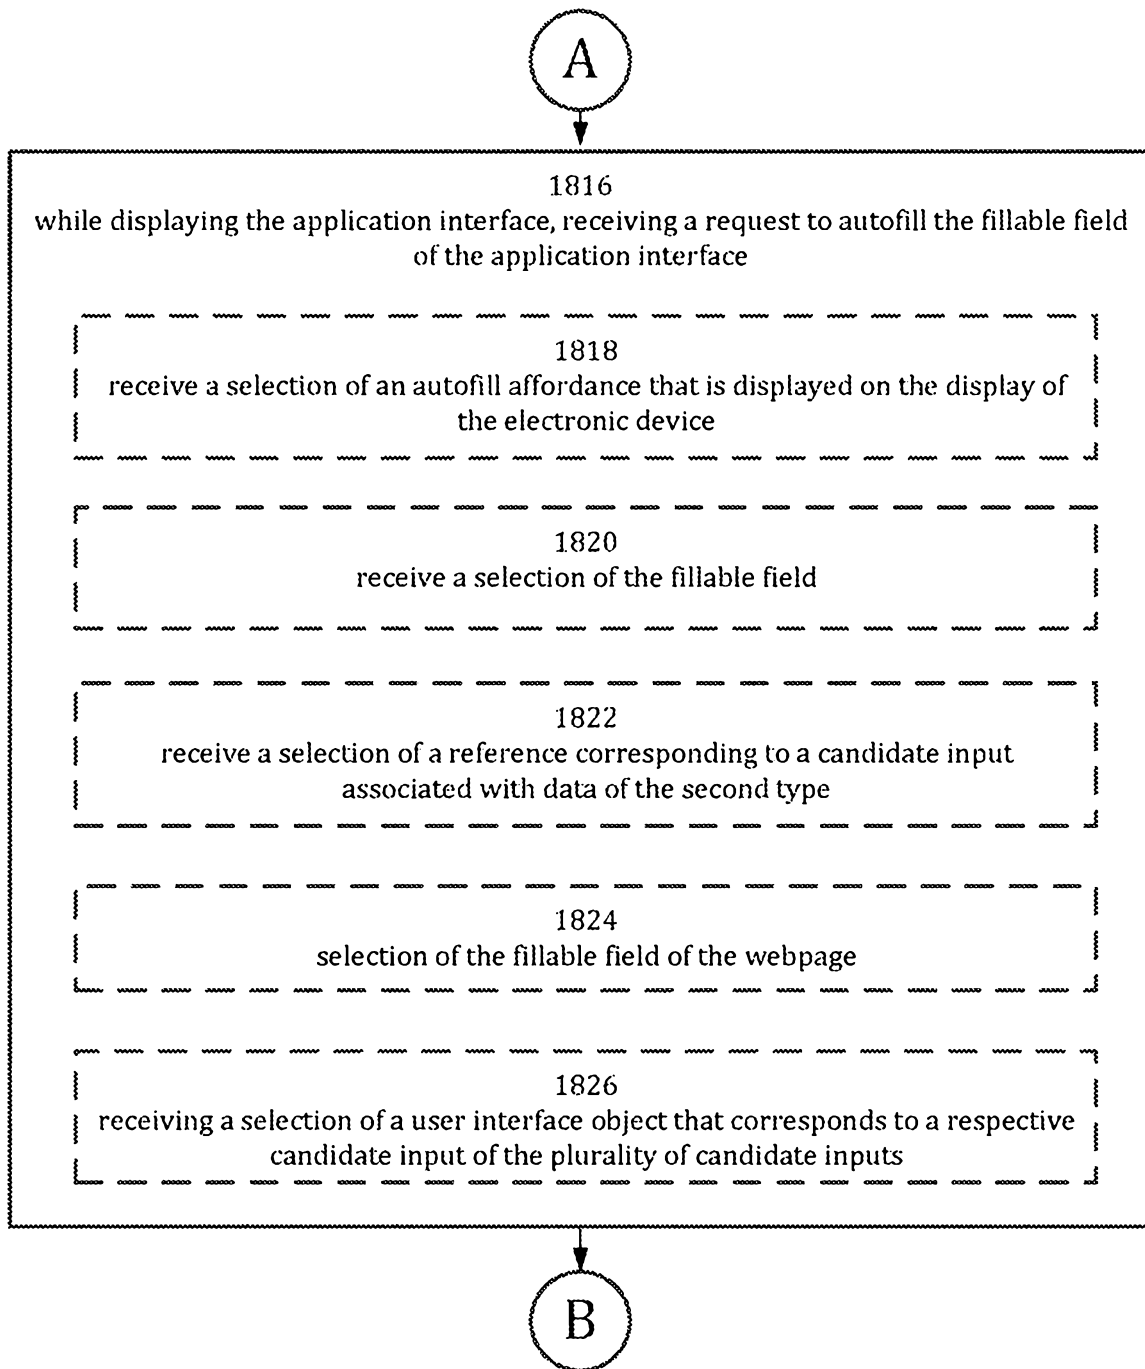 A
1816
while displaying the application interface, receiving a request to autofill the fillable field
of the application interface
1818
receive a selection of an autofill affordance that is displayed on the display of
the electronic device
1820
receive a selection of the fillable field
1822
receive a selection of a reference corresponding to a candidate input
associated with data of the second type
1824
selection of the fillable field of the webpage
1826
receiving a selection of a user interface object that corresponds to a respective
candidate input of the plurality of candidate inputs
B